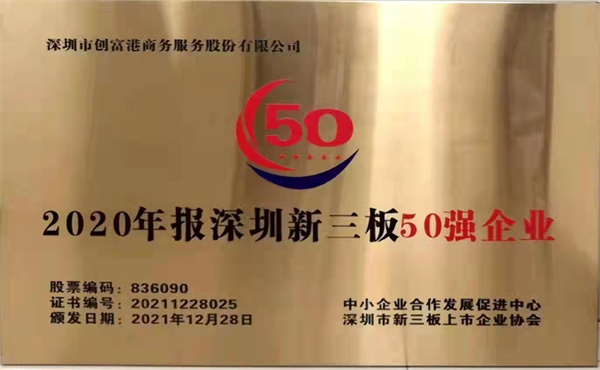 深圳市创富港商务服务股份有限公司
50
2020年报深圳新三板50强企业
股票编码：836090
证书编号：20211228025
颁发日期：2021年12月28日
中小企业合作发展促进中心
深圳市新三板上市企业协会